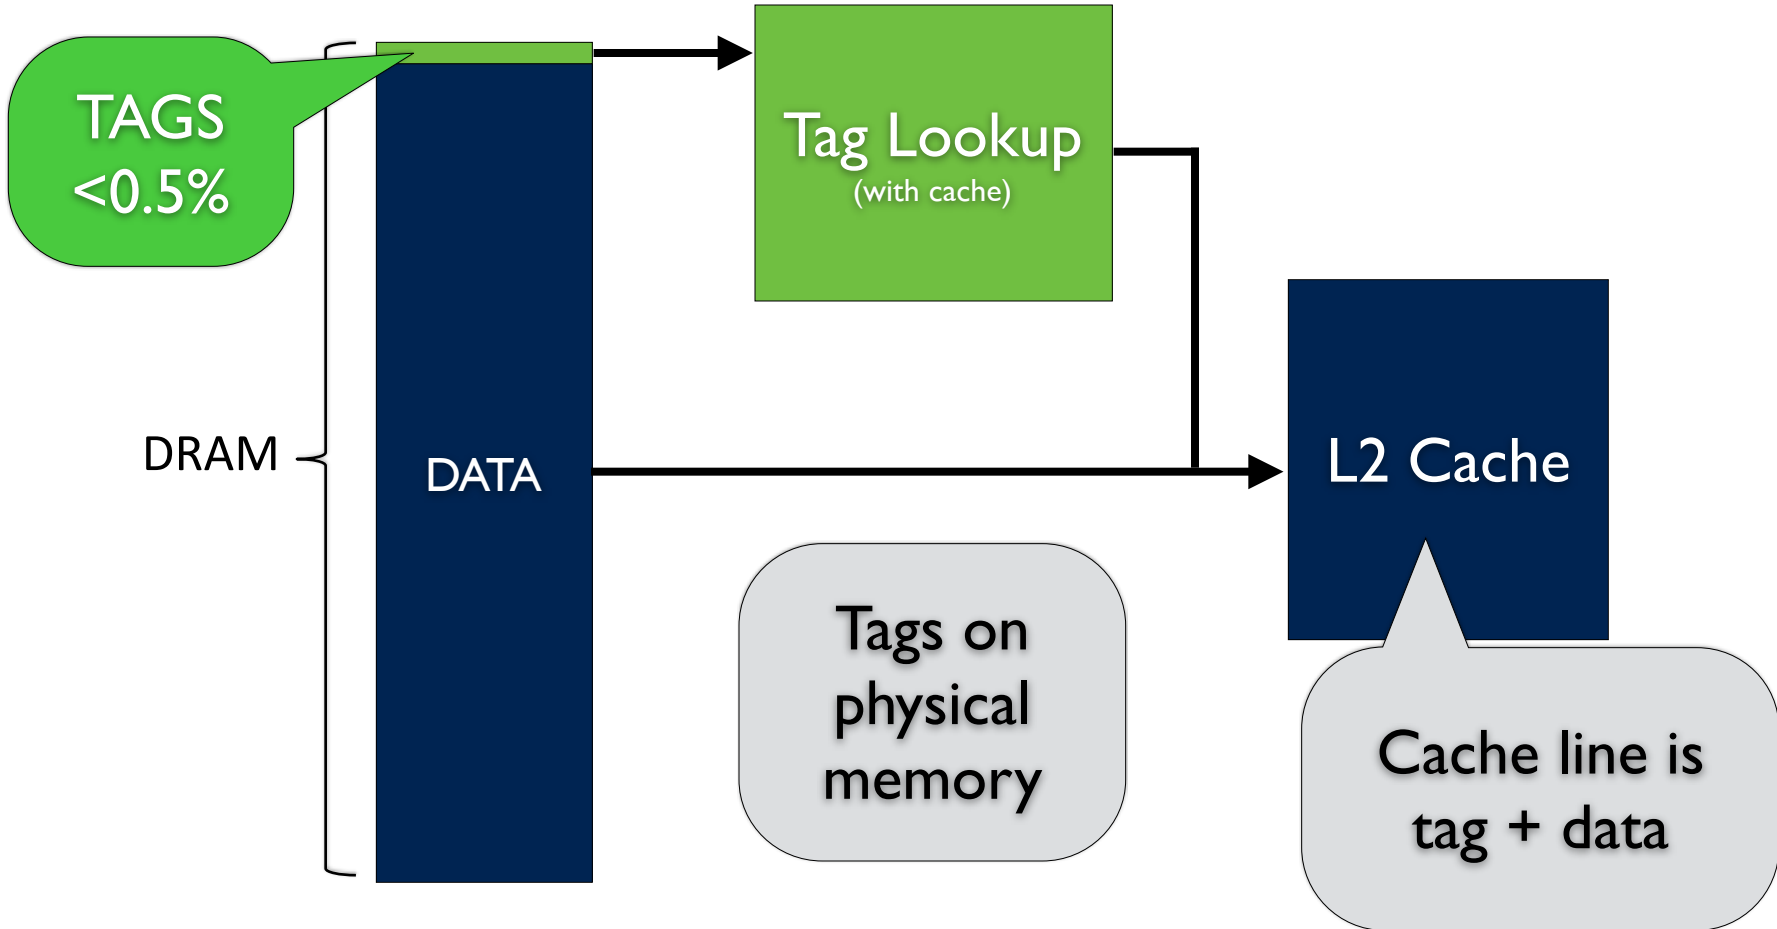 TAGS
<0.5%
Tag Lookup
(with cache)
DRAM
DATA
L2 Cache
Tags on
physical
memory
Cache line is
tag + data